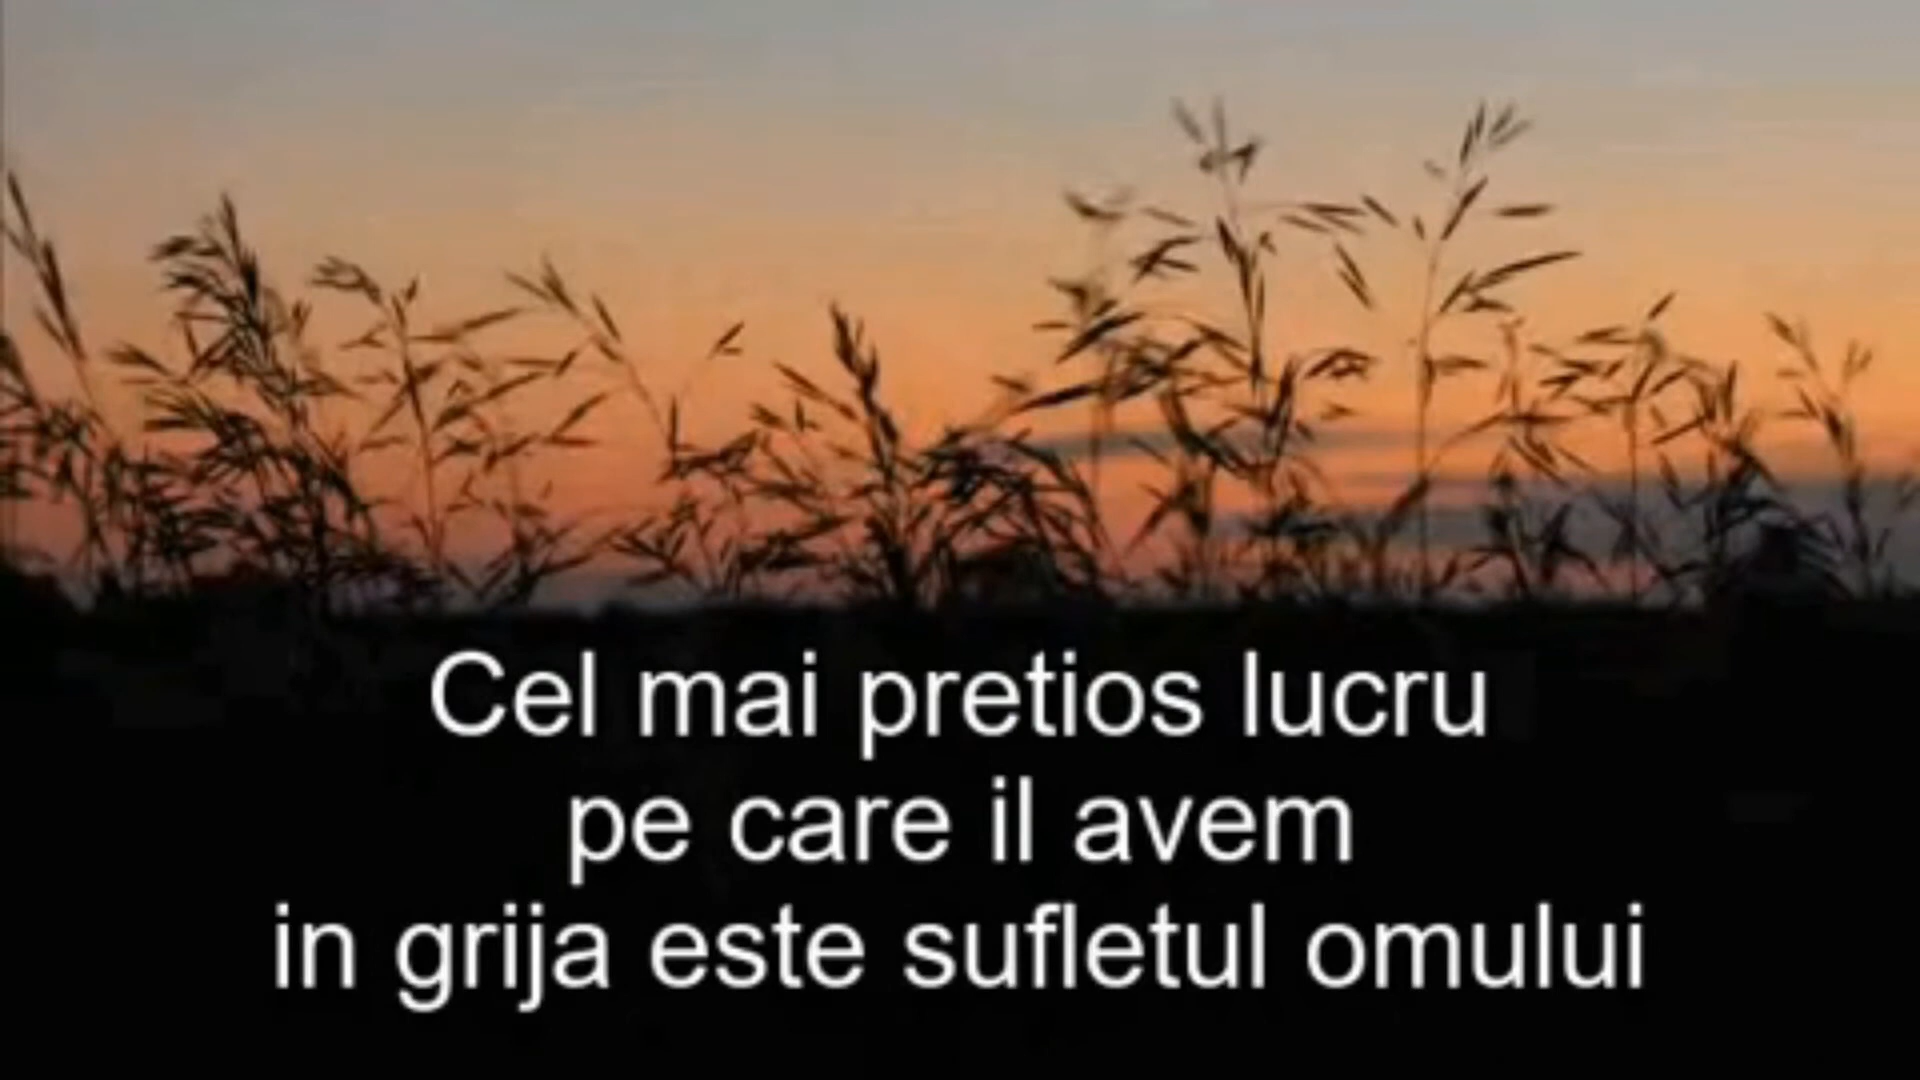 Cel mai pretios lucru
pe care il avem
in grija este sufletul omului